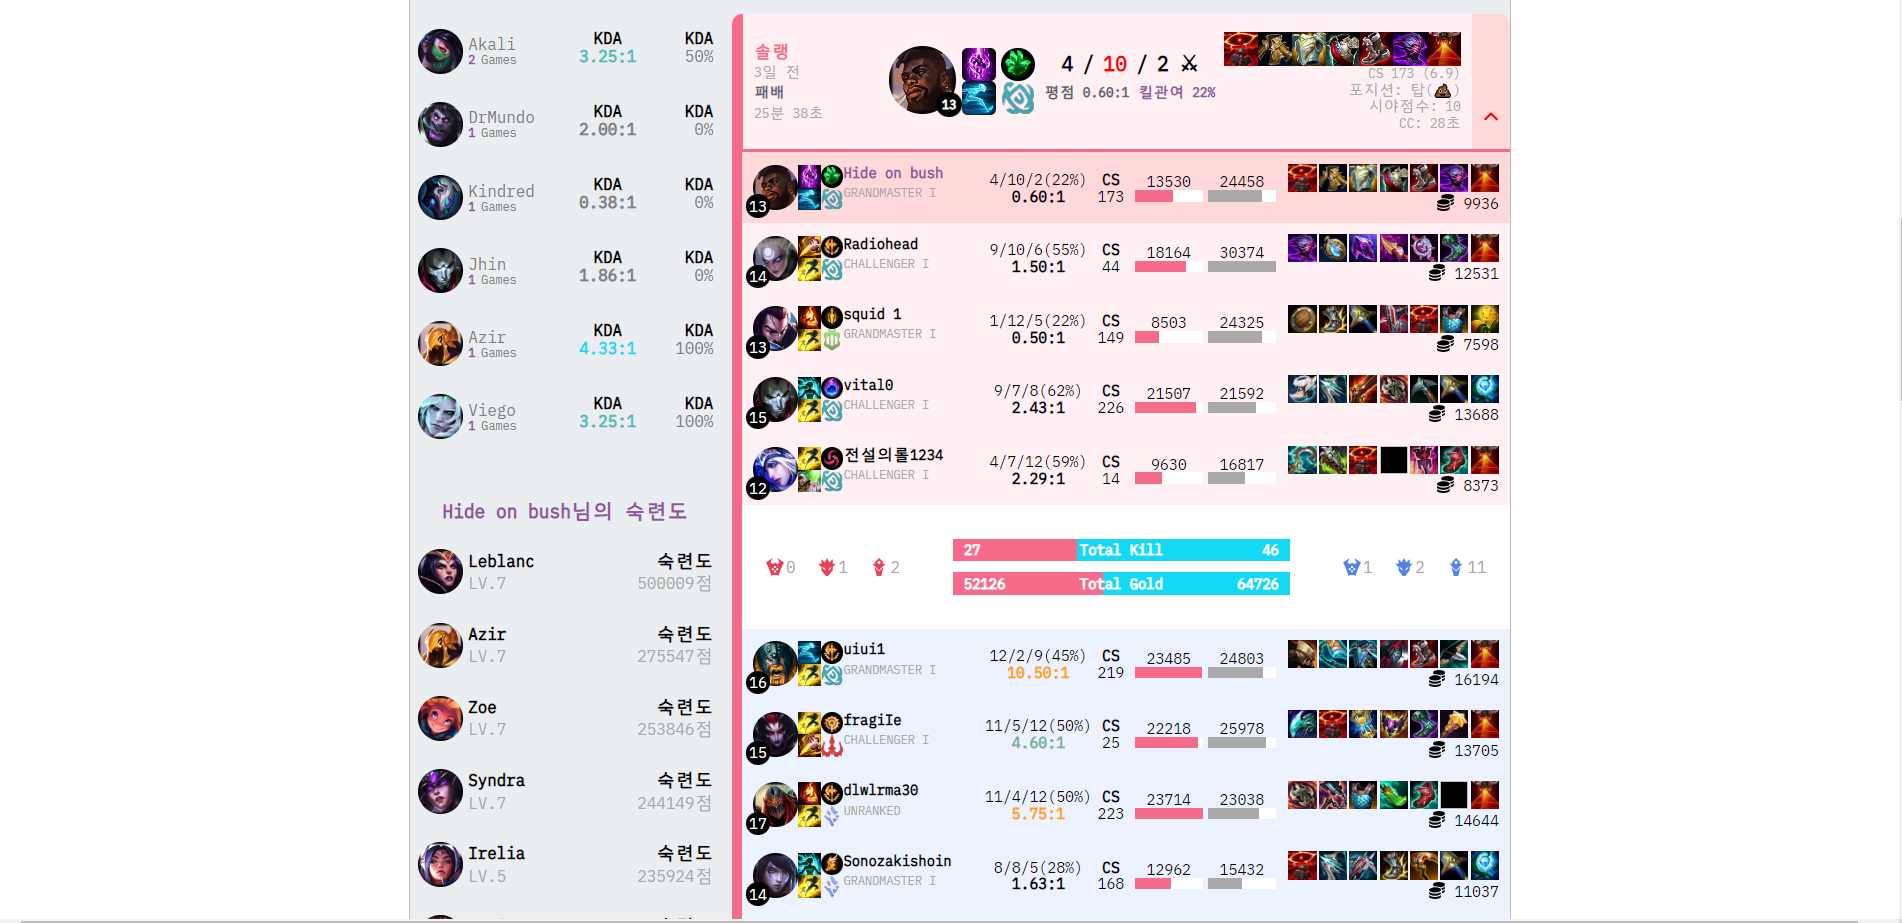 Akali
2 Games
KDA
3.25:1
KDA
50%
DrMundo
1 Games
KDA
2.00:1
KDA
0%
Kindred
1 Games
KDA
0.38:1
KDA
0%
Jhin
1 Games
KDA
1.86:1
KDA
0%
Azir
1 Games
KDA
4.33:1
KDA
100%
Viego
1 Games
KDA
3.25:1
KDA
100%
Hide on bush님의 숙련도
Leblanc 숙련도
LV.7 500009점
Azir 숙련도
LV.7 275547점
Zoe 숙련도
LV.7 253846점
Syndra 숙련도
LV.7 244149점
Irelia 숙련도
LV.5 235924점
솔랭
3일 전
패배
25분 38초
13
4 / 10 / 2
평점 0.60:1 킬관여 22%
CS 173 (6.9)
포지션: 탑(💩)
시야점수: 10
CC: 28초
13
Hide on bush
GRANDMASTER I
4/10/2(22%)
0.60:1
CS
173
13530
24458
9936
14
Radiohead
CHALLENGER I
9/10/6(55%)
1.50:1
CS
44
18164
30374
12531
13
squid 1
GRANDMASTER I
1/12/5(22%)
0.50:1
CS
149
8503
24325
7598
15
vital0
CHALLENGER I
9/7/8(62%)
2.43:1
CS
226
21507
21592
13688
12
전설의롤1234
CHALLENGER I
4/7/12(59%)
2.29:1
CS
14
9630
16817
8373
0 1 2
27 Total Kill 46
52126 Total Gold 64726
1 2 11
16
uiui1
GRANDMASTER I
12/2/9(45%)
10.50:1
CS
219
23485
24803
16194
15
fragiIe
CHALLENGER I
11/5/12(50%)
4.60:1
CS
25
22218
25978
13705
17
dlwlrma30
UNRANKED
11/4/12(50%)
5.75:1
CS
223
23714
23038
14644
14
Sonozakishoin
GRANDMASTER I
8/8/5(28%)
1.63:1
CS
168
12962
15432
11037